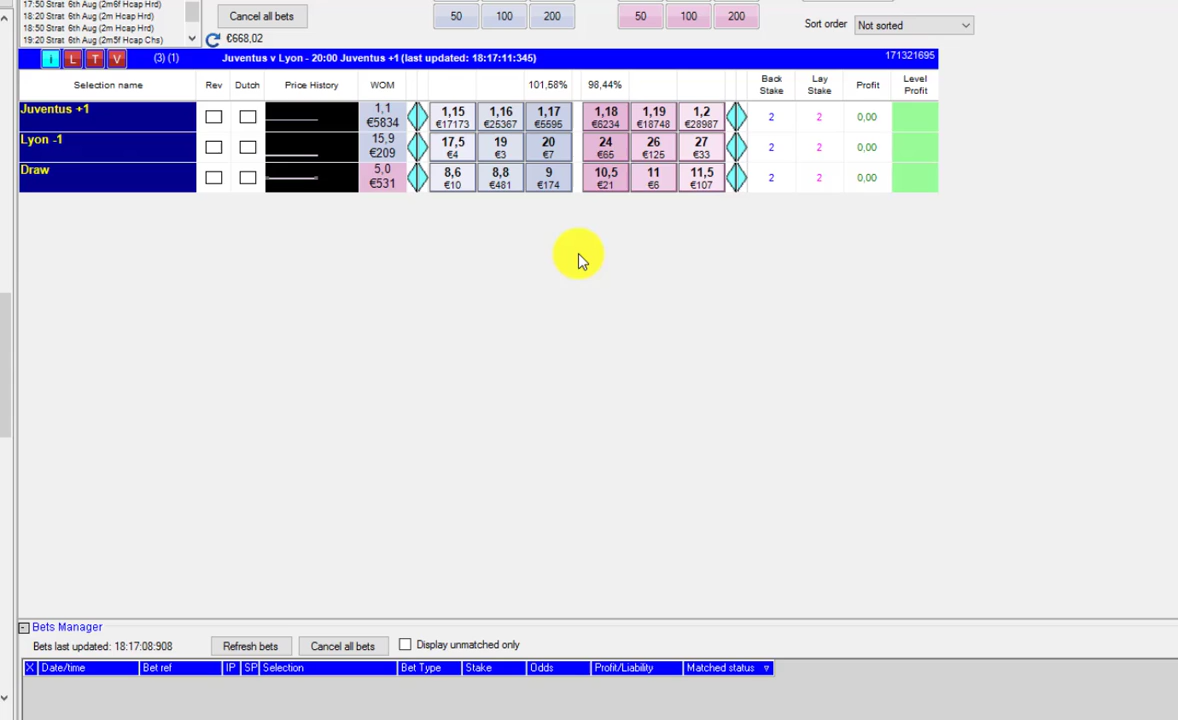 17:50 Strat 6th Aug (2m6f Hcap Hrd)
18:20 Strat 6th Aug (2m Hcap Hrd)
18:50 Strat 6th Aug (2m Hcap Hrd)
19:20 Strat 6th Aug (2m5f Hcap Chs)
Cancel all bets
€668,02
50 100 200 50 100 200
Sort order Not sorted
i L T V (3) (1) Juventus v Lyon - 20:00 Juventus +1 (last updated: 18:17:11:345) 171321695
Selection name Rev Dutch Price History WOM 101,58% 98,44% Back Stake Lay Stake Profit Level Profit
Juventus +1 1,1 1,15 1,16 1,17 1,18 1,19 1,2 2 2 0,00
€5834 €17173 €25367 €5595 €6234 €18748 €28987
Lyon -1 15,9 17,5 19 20 24 26 27 2 2 0,00
€209 €4 €3 €7 €65 €125 €33
Draw 5,0 8,6 8,8 9 10,5 11 11,5 2 2 0,00
€531 €10 €481 €174 €21 €6 €107
Bets Manager
Bets last updated: 18:17:08:908 Refresh bets Cancel all bets Display unmatched only
X Date/time Bet ref IP SP Selection Bet Type Stake Odds Profit/Liability Matched status